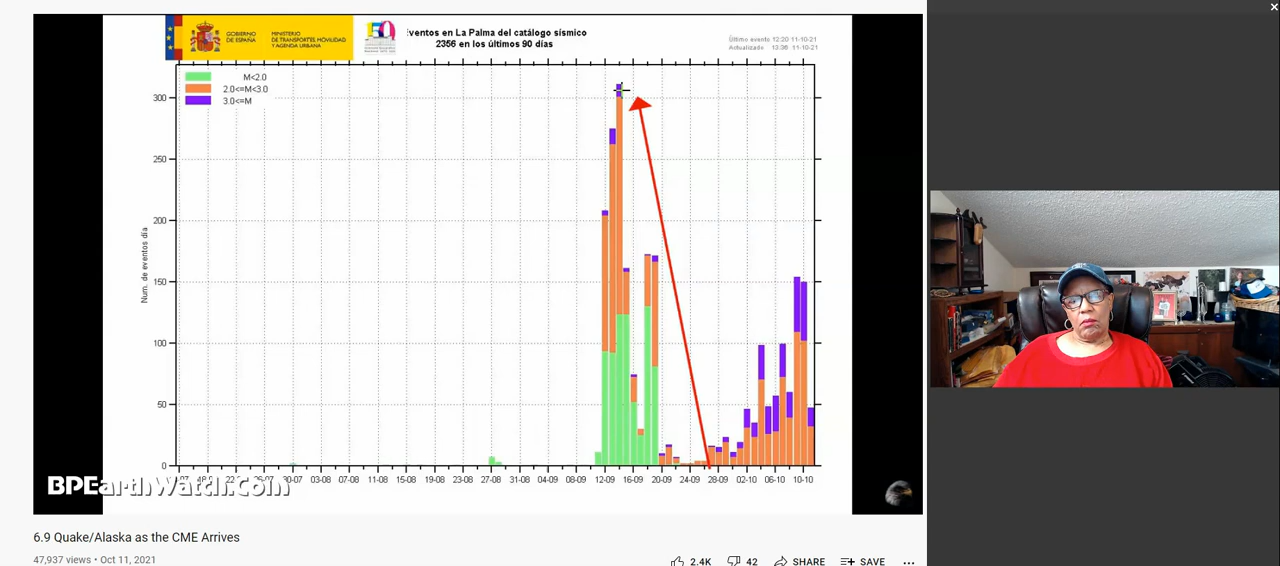 GOBIERNO
DE ESPAÑA
MINISTERIO
DE TRANSPORTES, MOVILIDAD
Y AGENDA URBANA
ventos en La Palma del catálogo sísmico
2356 en los últimos 90 días
Último evento 12:20 11-10-21
Actualizado 12:36 11-10-21
M<2.0
2.0<=M<3.0
3.0<=M
Num. de eventos día
300
250
200
150
100
50
0
30-07 03-08 07-08 11-08 15-08 19-08 23-08 27-08 31-08 04-09 08-09 12-09 16-09 20-09 24-09 28-09 02-10 06-10 10-10
BPEarthWatch.Com
6.9 Quake/Alaska as the CME Arrives
47,937 views • Oct 11, 2021
2.4K 42 SHARE SAVE